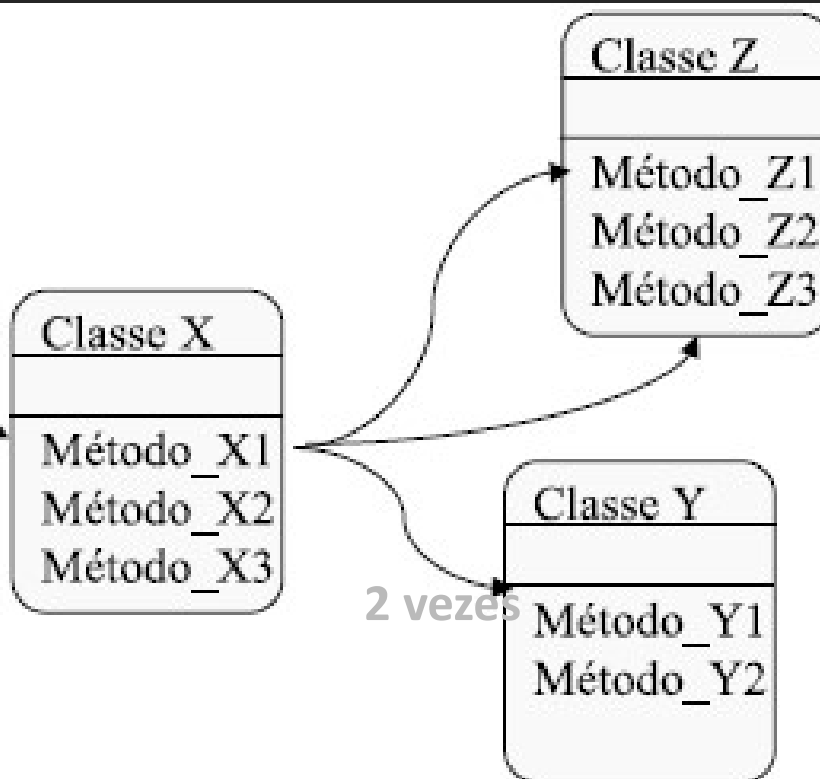 Classe Z
Método_Z1
Método_Z2
Método_Z3
Classe X
Método_X1
Método_X2
Método_X3
Classe Y
2 vezes
Método_Y1
Método_Y2